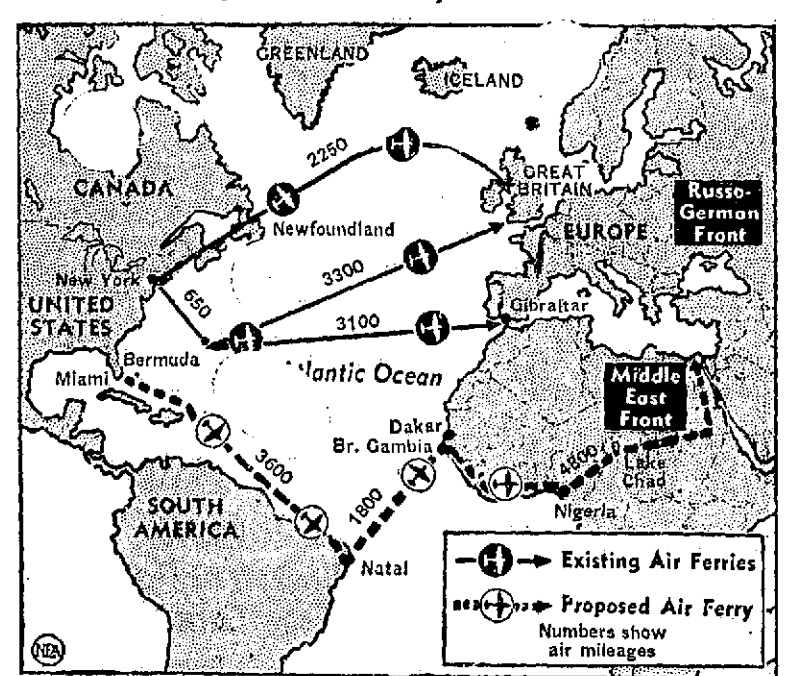 GREENLAND
ICELAND
2250
CANADA
GREAT
BRITAIN
Russo-
German
Front
Newfoundland
EUROPE
New York
3300
650
UNITED
STATES
3100
Gibraltar
Bermuda
Miami
lantic Ocean
Middle
East
Front
Dakar
Br. Gambia
3600
4800
Lake
Chad
1800
SOUTH
AMERICA
Nigeria
Natal
Existing Air Ferries
Proposed Air Ferry
Numbers show
air mileages
NEA